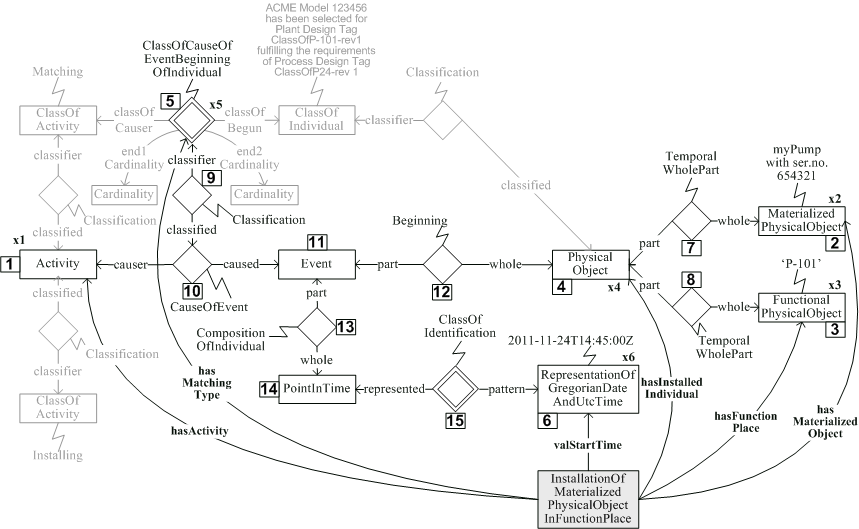 ACME Model 123456
has been selected for
Plant Design Tag
ClassOfP-101-rev1
fulfilling the requirements
of Process Design Tag
ClassOfP24-rev 1
ClassOfCauseOf
EventBeginning
OfIndividual
Matching
Classification
5
x5
ClassOf
Activity
classOf
Causer
classOf
Begun
ClassOf
Individual
classifier
end1
Cardinality
end2
Cardinality
classifier
classifier
Temporal
WholePart
myPump
with ser.no.
654321
9
Cardinality
Cardinality
classified
x2
Classification
Classification
classified
classified
Beginning
whole
Materialized
PhysicalObject
7
2
x1
11
part
1
Activity
causer
caused
Event
part
whole
Physical
Object
4
x4
8
'P-101'
x3
classified
10
CauseOfEvent
part
12
part
whole
Functional
PhysicalObject
3
Classification
Composition
OfIndividual
13
ClassOf
Identification
2011-11-24T14:45:00Z
Temporal
WholePart
x6
classifier
has
Matching
Type
whole
14
PointInTime
represented
pattern
RepresentationOf
GregorianDate
AndUtcTime
hasInstalled
Individual
ClassOf
Activity
15
6
hasFunction
Place
has
Materialized
Object
hasActivity
valStartTime
Installing
InstallationOf
Materialized
PhysicalObject
InFunctionPlace